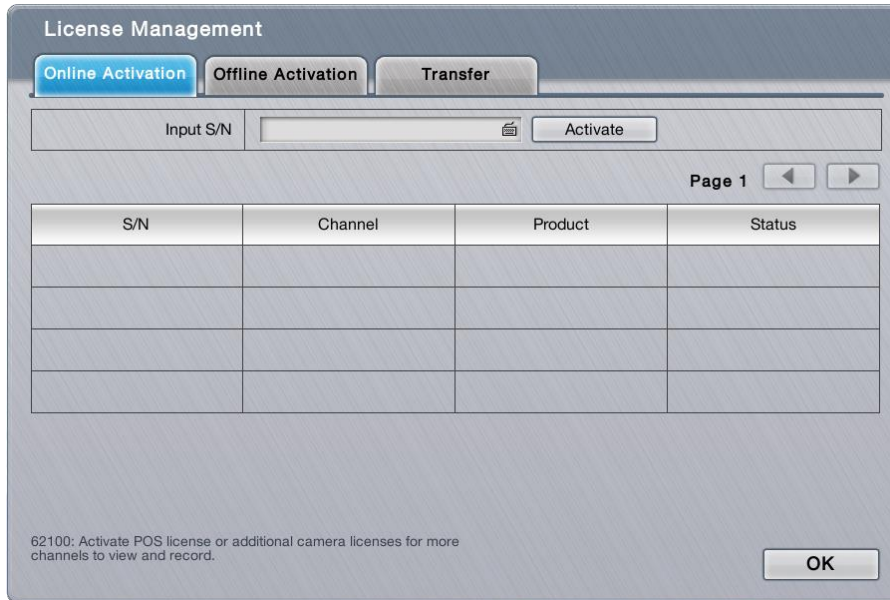 License Management
Online Activation Offline Activation Transfer
Input S/N Activate
Page 1
S/N Channel Product Status
62100: Activate POS license or additional camera licenses for more
channels to view and record.
OK